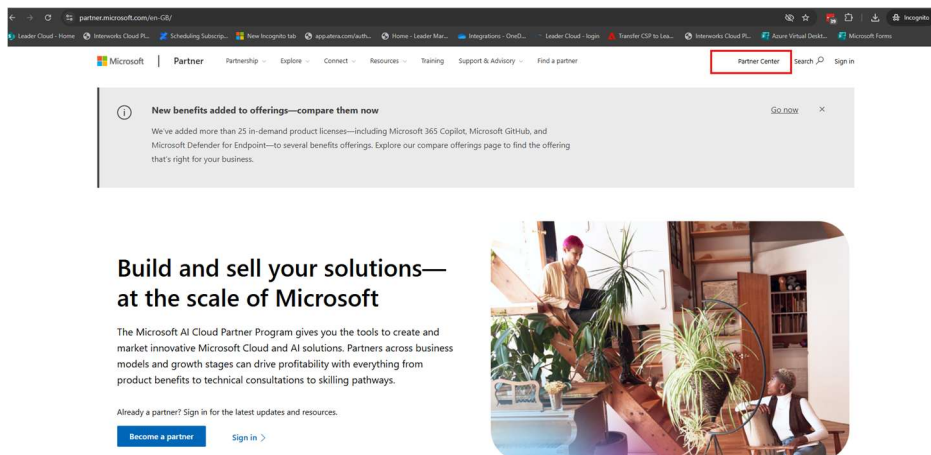 partner.microsoft.com/en-GB/
Incognito
Leader Cloud - Home Interworks Cloud Pl... Scheduling Subscrip... New Incognito tab app.atera.com/auth... Home - Leader Mar... Integrations - OneD... Leader Cloud - login Transfer CSP to Lea... Interworks Cloud Pl... Azure Virtual Deskt... Microsoft Forms
Microsoft Partner Partnership Explore Connect Resources Training Support & Advisory Find a partner Partner Center Search Sign in
New benefits added to offerings—compare them now Go now
We've added more than 25 in-demand product licenses—including Microsoft 365 Copilot, Microsoft GitHub, and
Microsoft Defender for Endpoint—to several benefits offerings. Explore our compare offerings page to find the offering
that's right for your business.
Build and sell your solutions—
at the scale of Microsoft
The Microsoft AI Cloud Partner Program gives you the tools to create and
market innovative Microsoft Cloud and AI solutions. Partners across business
models and growth stages can drive profitability with everything from
product benefits to technical consultations to skilling pathways.
Already a partner? Sign in for the latest updates and resources.
Become a partner Sign in